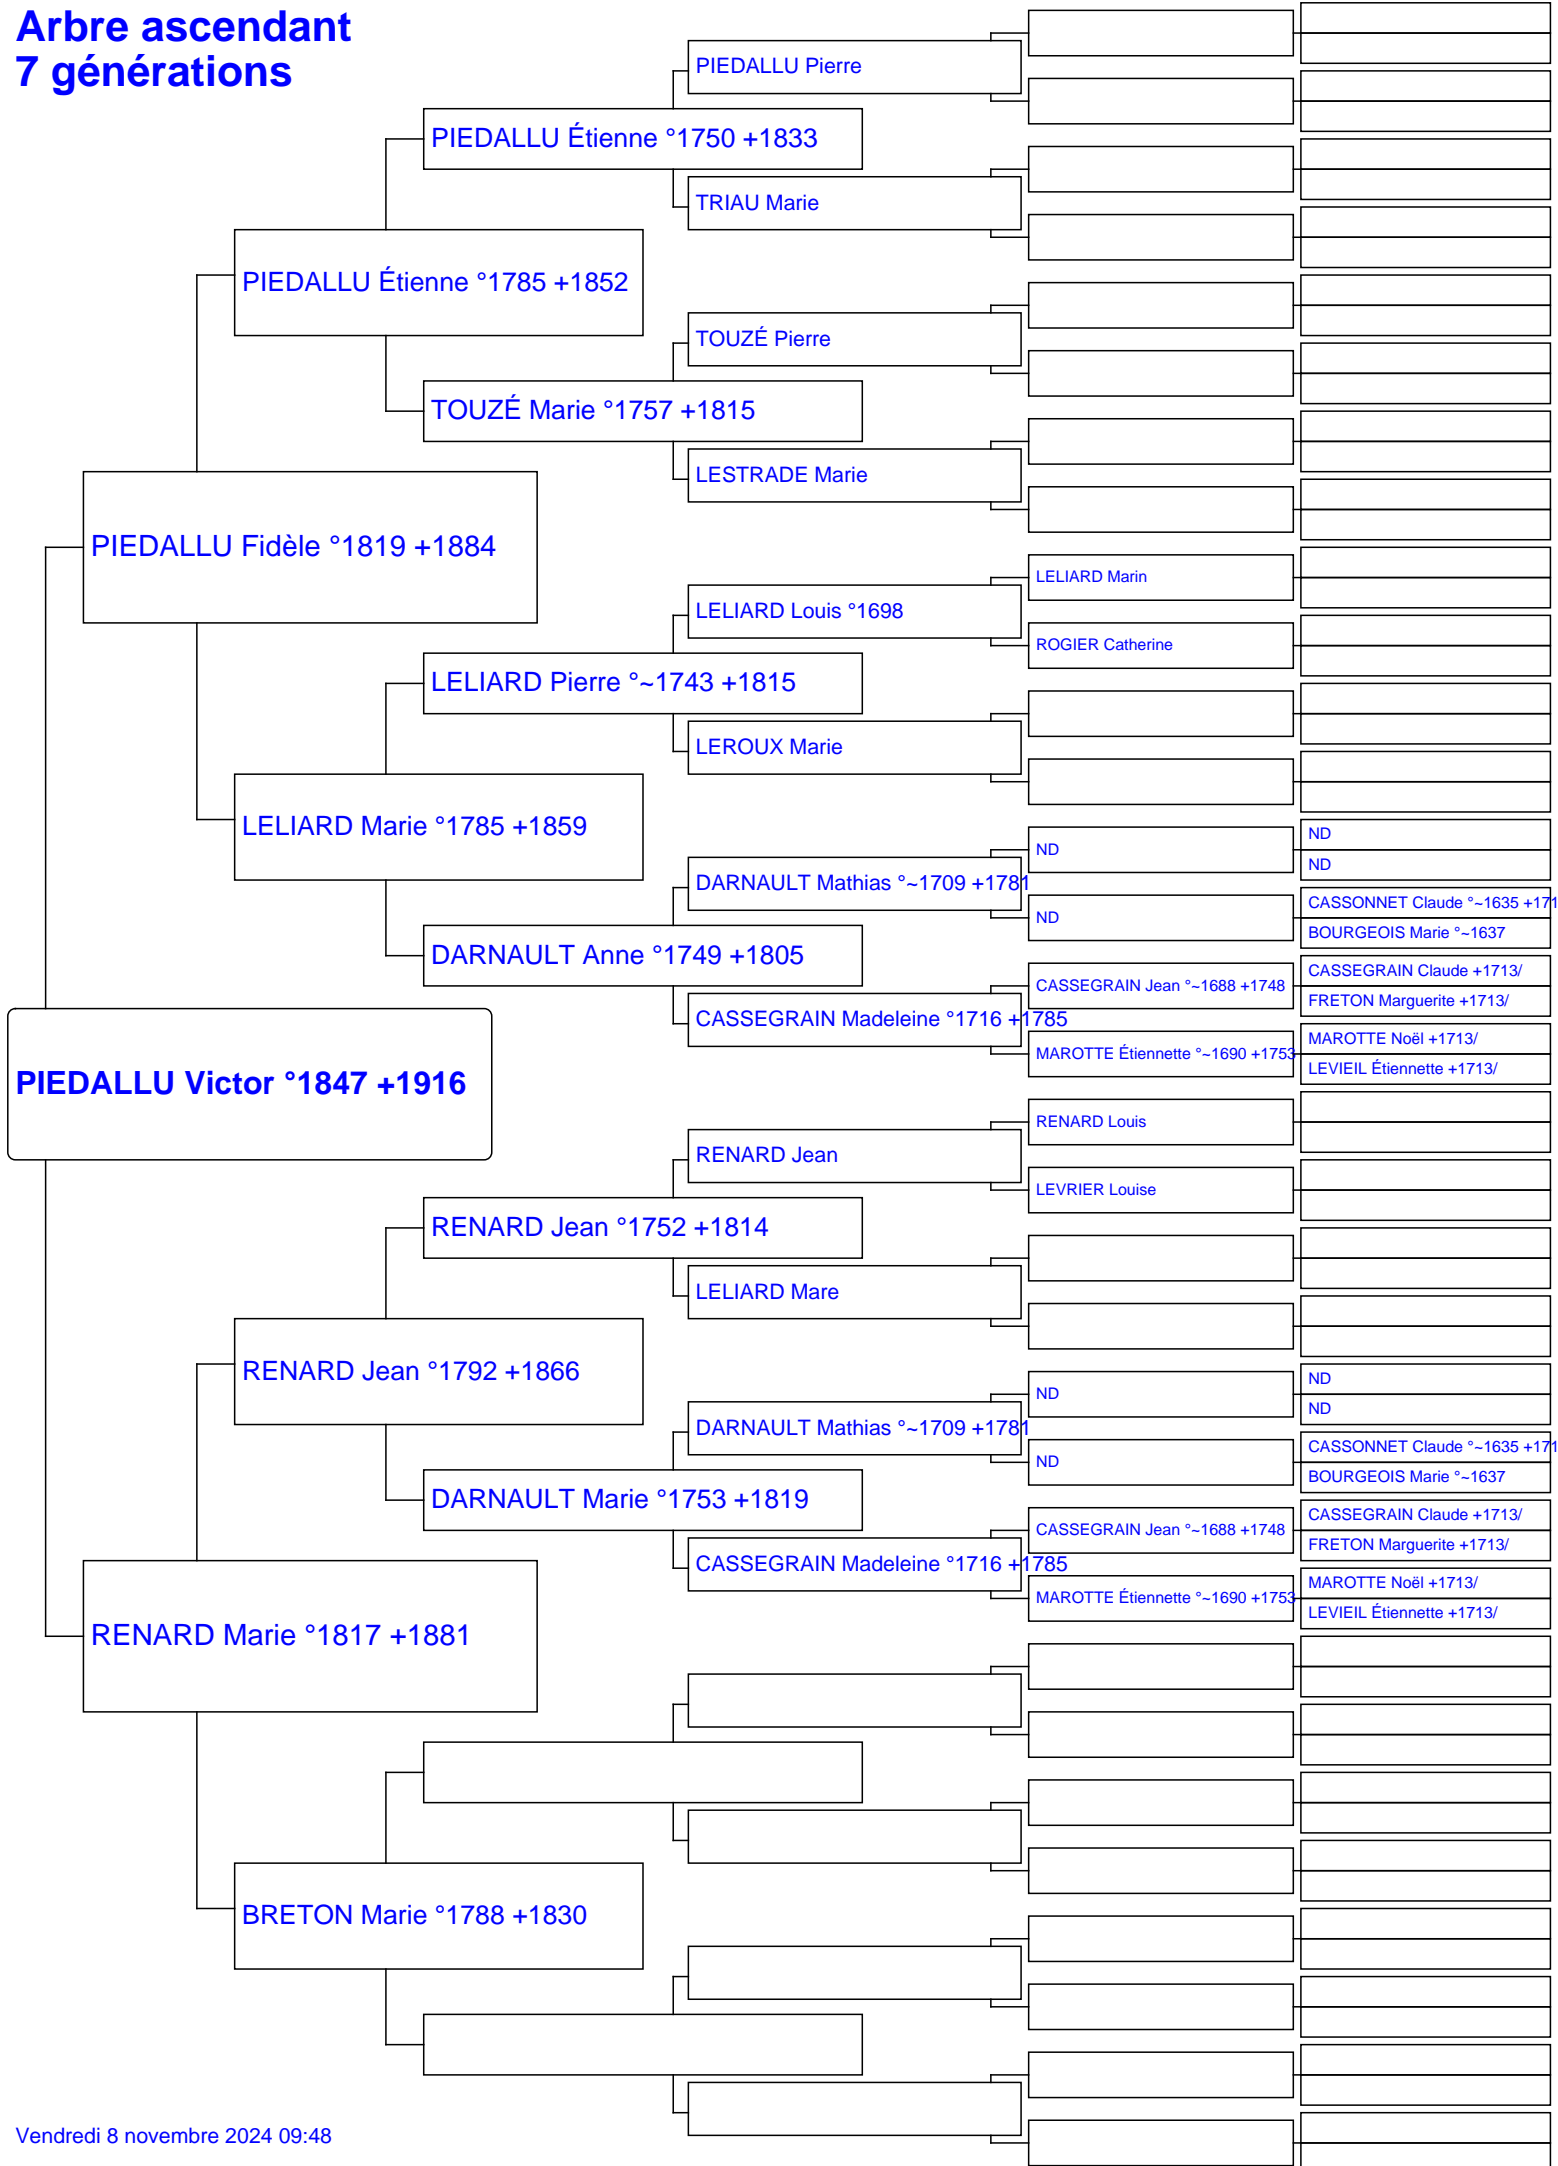 Arbre ascendant
7 générations
PIEDALLU Pierre
PIEDALLU Étienne °1750 +1833
TRIAU Marie
PIEDALLU Étienne °1785 +1852
TOUZÉ Pierre
TOUZÉ Marie °1757 +1815
LESTRADE Marie
PIEDALLU Fidèle °1819 +1884
LELIARD Marin
LELIARD Louis °1698
ROGIER Catherine
LELIARD Pierre °~1743 +1815
LEROUX Marie
LELIARD Marie °1785 +1859
ND
ND
ND
DARNAULT Mathias °~1709 +1781
CASSONNET Claude °~1635 +171
ND
BOURGEOIS Marie °~1637
DARNAULT Anne °1749 +1805
CASSEGRAIN Claude +1713/
CASSEGRAIN Jean °~1688 +1748
FRETON Marguerite +1713/
CASSEGRAIN Madeleine °1716 +1785
MAROTTE Noël +1713/
MAROTTE Étiennette °~1690 +1753
LEVIEIL Étiennette +1713/
PIEDALLU Victor °1847 +1916
RENARD Louis
RENARD Jean
LEVRIER Louise
RENARD Jean °1752 +1814
LELIARD Mare
RENARD Jean °1792 +1866
ND
ND
ND
DARNAULT Mathias °~1709 +1781
CASSONNET Claude °~1635 +171
ND
BOURGEOIS Marie °~1637
DARNAULT Marie °1753 +1819
CASSEGRAIN Claude +1713/
CASSEGRAIN Jean °~1688 +1748
FRETON Marguerite +1713/
CASSEGRAIN Madeleine °1716 +1785
MAROTTE Noël +1713/
MAROTTE Étiennette °~1690 +1753
LEVIEIL Étiennette +1713/
RENARD Marie °1817 +1881
BRETON Marie °1788 +1830
Vendredi 8 novembre 2024 09:48